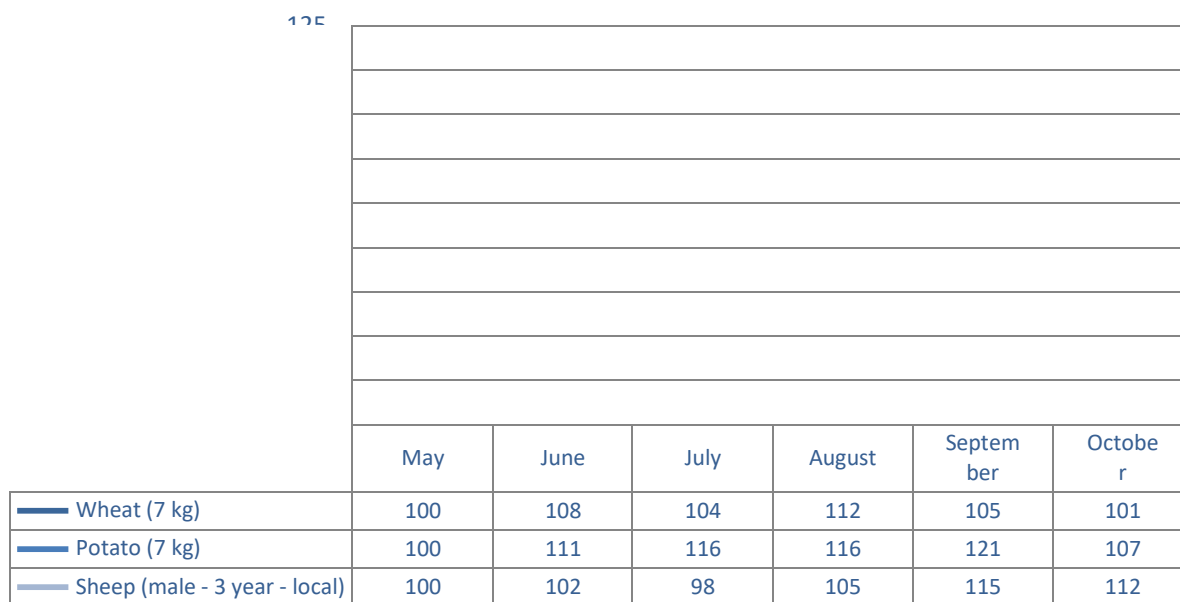 125
May June July August Septem
ber Octobe
r
Wheat (7 kg) 100 108 104 112 105 101
Potato (7 kg) 100 111 116 116 121 107
Sheep (male - 3 year - local) 100 102 98 105 115 112